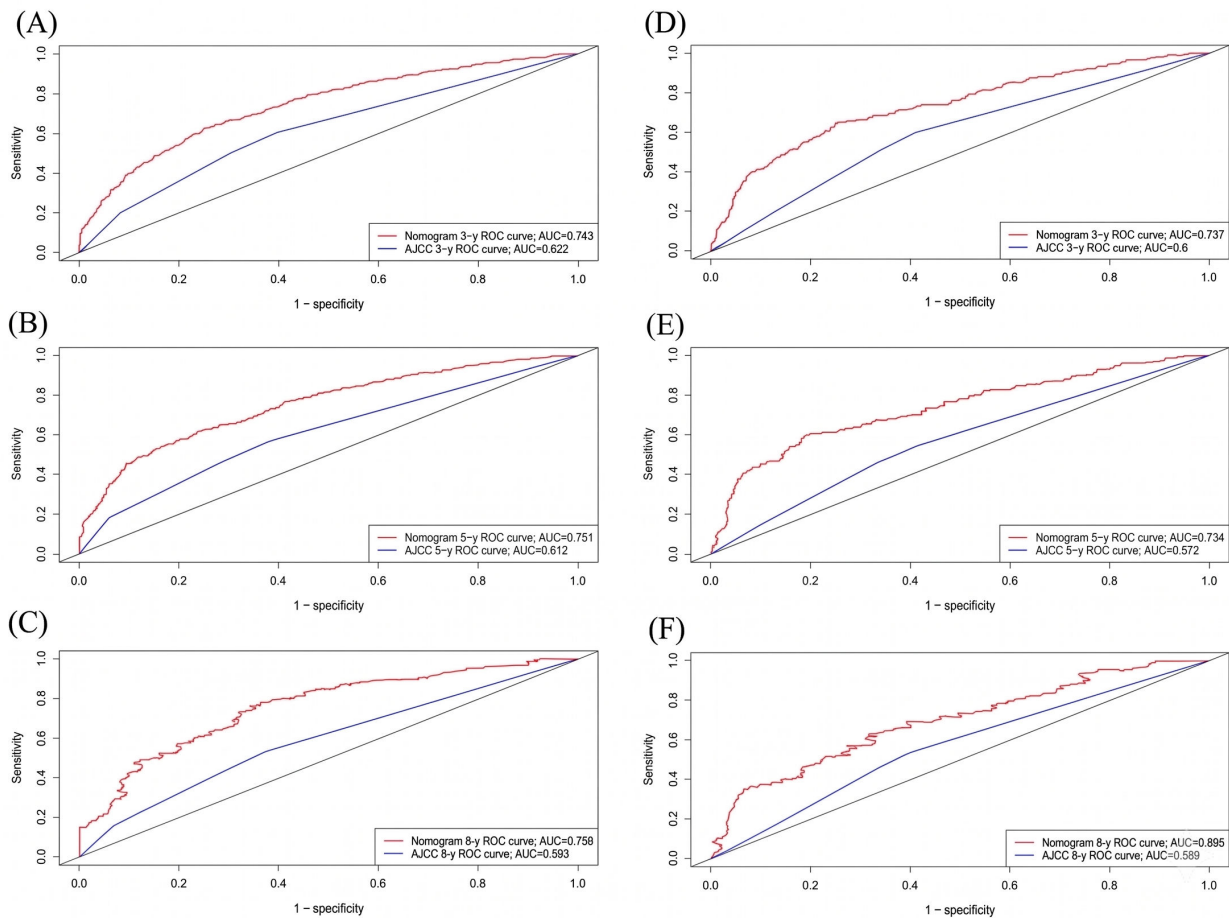 (A)
1.0
0.8
0.6
0.4
0.2
0.0
Sensitivity
Nomogram 3-y ROC curve; AUC=0.743
AJCC 3-y ROC curve; AUC=0.622
0.0 0.2 0.4 0.6 0.8 1.0
1 − specificity
(D)
1.0
0.8
0.6
0.4
0.2
0.0
Sensitivity
Nomogram 3-y ROC curve; AUC=0.737
AJCC 3-y ROC curve; AUC=0.6
0.0 0.2 0.4 0.6 0.8 1.0
1 − specificity
(B)
1.0
0.8
0.6
0.4
0.2
0.0
Sensitivity
Nomogram 5-y ROC curve; AUC=0.751
AJCC 5-y ROC curve; AUC=0.612
0.0 0.2 0.4 0.6 0.8 1.0
1 − specificity
(E)
1.0
0.8
0.6
0.4
0.2
0.0
Sensitivity
Nomogram 5-y ROC curve; AUC=0.734
AJCC 5-y ROC curve; AUC=0.572
0.0 0.2 0.4 0.6 0.8 1.0
1 − specificity
(C)
1.0
0.8
0.6
0.4
0.2
0.0
Sensitivity
Nomogram 8-y ROC curve; AUC=0.758
AJCC 8-y ROC curve; AUC=0.593
0.0 0.2 0.4 0.6 0.8 1.0
1 − specificity
(F)
1.0
0.8
0.6
0.4
0.2
0.0
Sensitivity
Nomogram 8-y ROC curve; AUC=0.895
AJCC 8-y ROC curve; AUC=0.589
0.0 0.2 0.4 0.6 0.8 1.0
1 − specificity